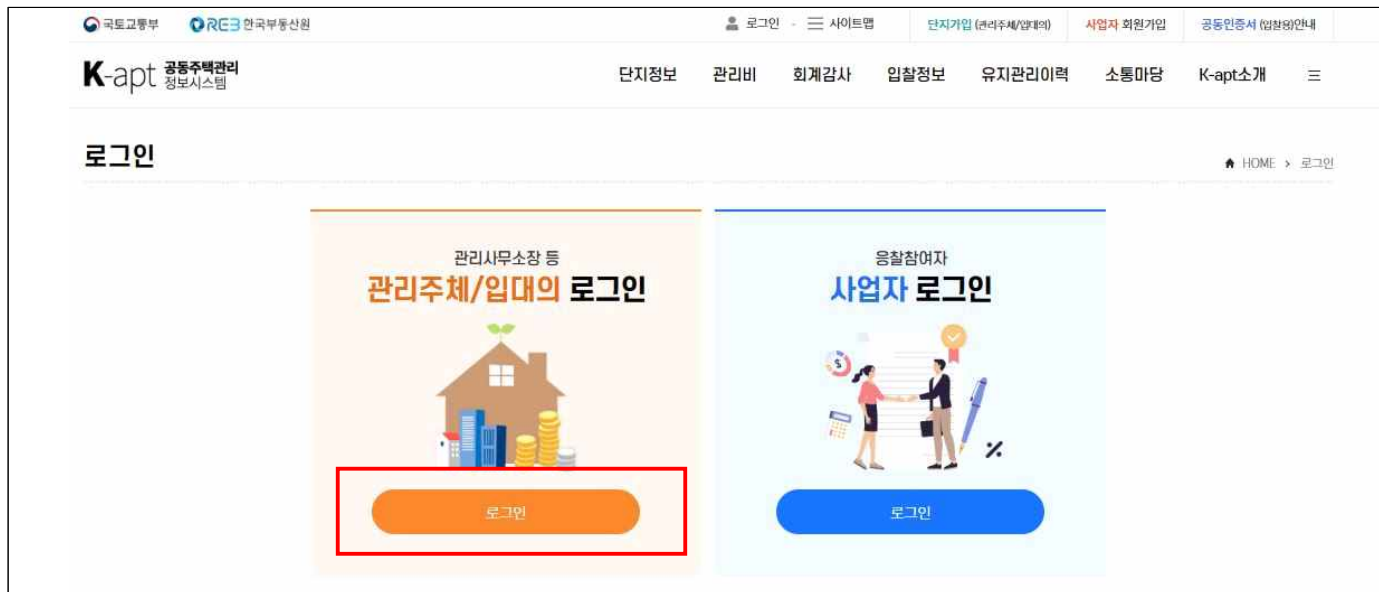 국토교통부 REB 한국부동산원 로그인 사이트맵 단지가입 (관리주체/입대의) 사업자 회원가입 공동인증서 (입찰용)안내
K-apt 공동주택관리 정보시스템 단지정보 관리비 회계감사 입찰정보 유지관리이력 소통마당 K-apt소개
로그인
HOME > 로그인
관리사무소장 등
관리주체/입대의 로그인
로그인
응찰참여자
사업자 로그인
로그인